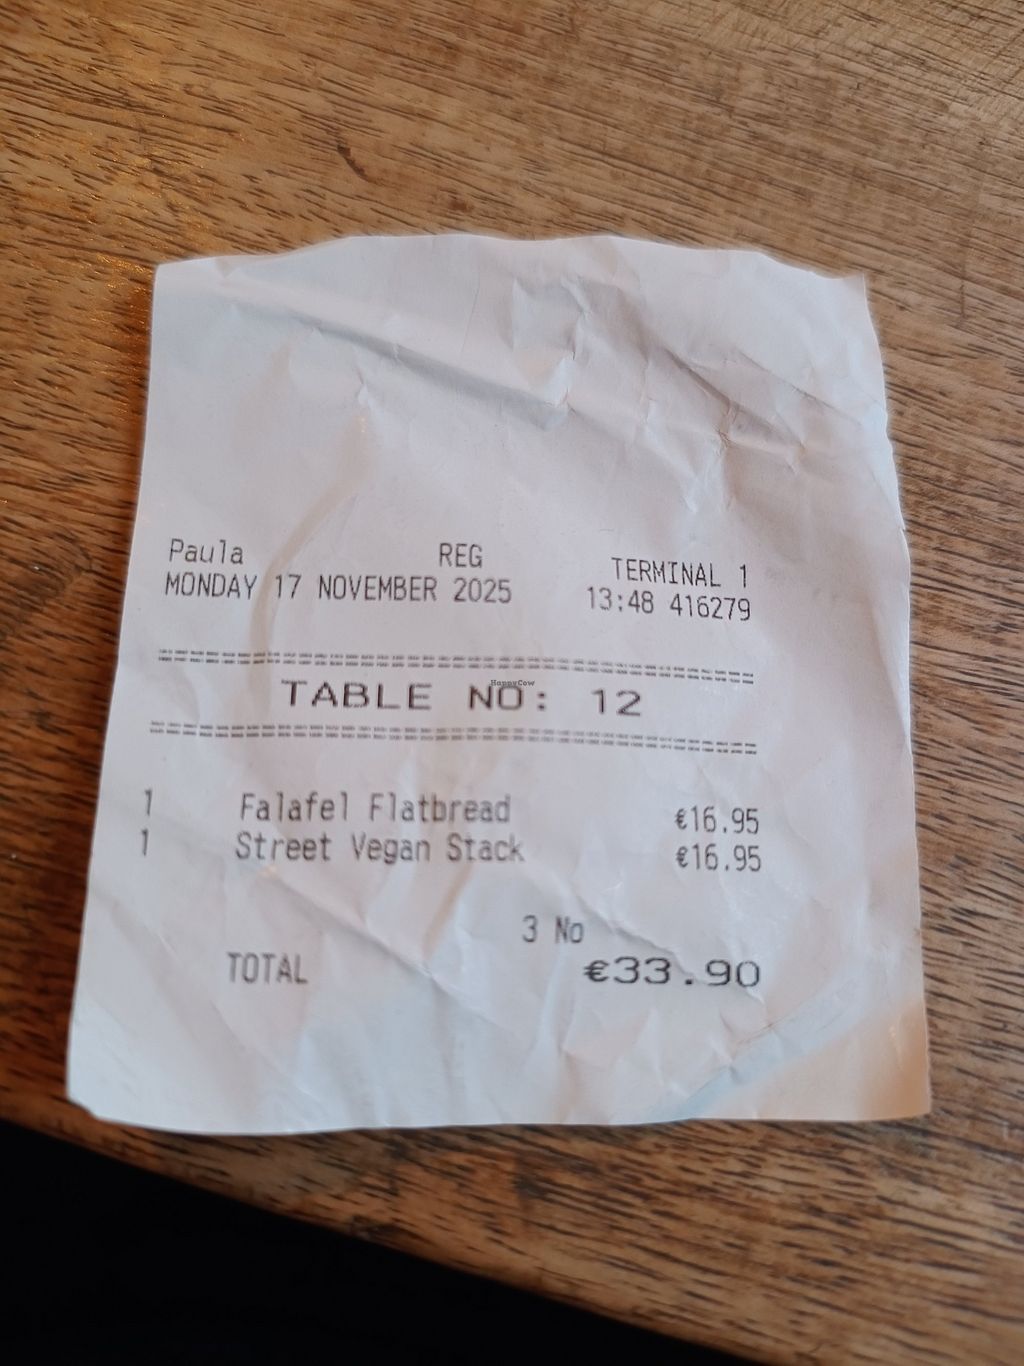 Paula REG TERMINAL 1
MONDAY 17 NOVEMBER 2025 13:48 416279
HappyCow
TABLE NO: 12
1 Falafel Flatbread €16.95
1 Street Vegan Stack €16.95
3 No
TOTAL €33.90